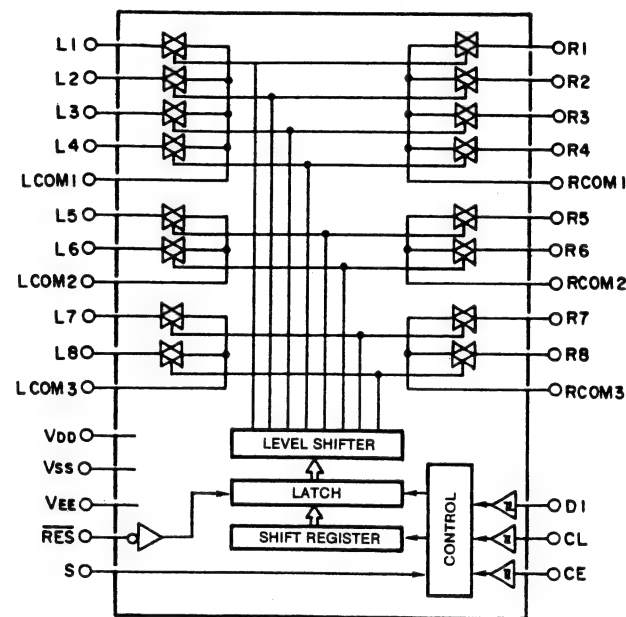 L1
L2
L3
L4
LCOM1
L5
L6
LCOM2
L7
L8
LCOM3
VDD
VSS
VEE
RES
S
R1
R2
R3
R4
RCOM1
R5
R6
RCOM2
R7
R8
RCOM3
DI
CL
CE
LEVEL SHIFTER
LATCH
SHIFT REGISTER
CONTROL